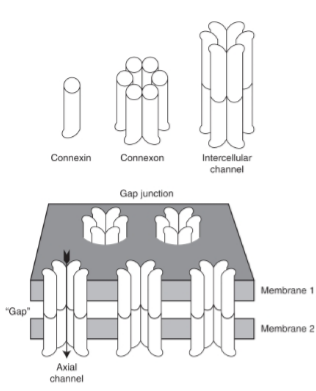 Connexin
Connexon
Intercellular
channel
Gap junction
Membrane 1
"Gap"
Membrane 2
Axial
channel